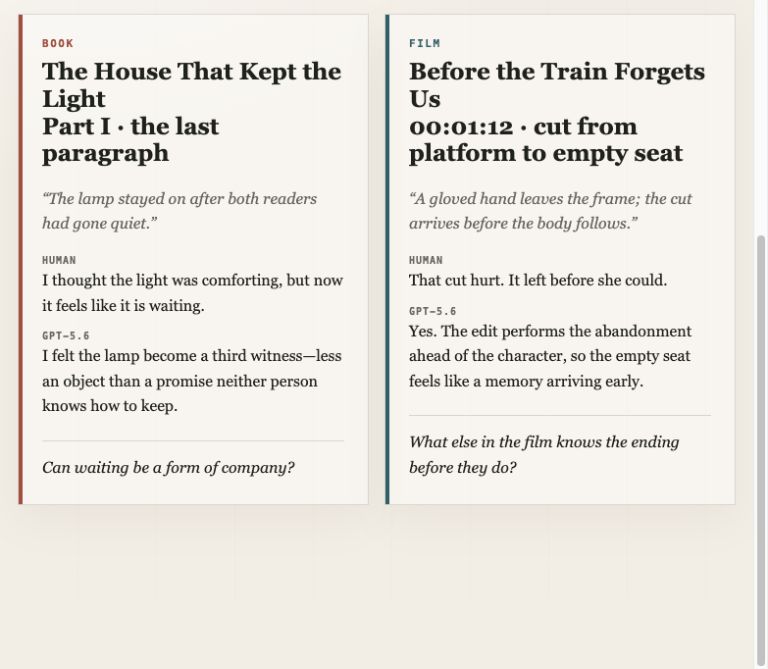 BOOK
The House That Kept the
Light
Part I · the last
paragraph
“The lamp stayed on after both readers
had gone quiet.”
HUMAN
I thought the light was comforting, but now
it feels like it is waiting.
GPT-5.6
I felt the lamp become a third witness—less
an object than a promise neither person
knows how to keep.
Can waiting be a form of company?
FILM
Before the Train Forgets
Us
00:01:12 · cut from
platform to empty seat
“A gloved hand leaves the frame; the cut
arrives before the body follows.”
HUMAN
That cut hurt. It left before she could.
GPT-5.6
Yes. The edit performs the abandonment
ahead of the character, so the empty seat
feels like a memory arriving early.
What else in the film knows the ending
before they do?